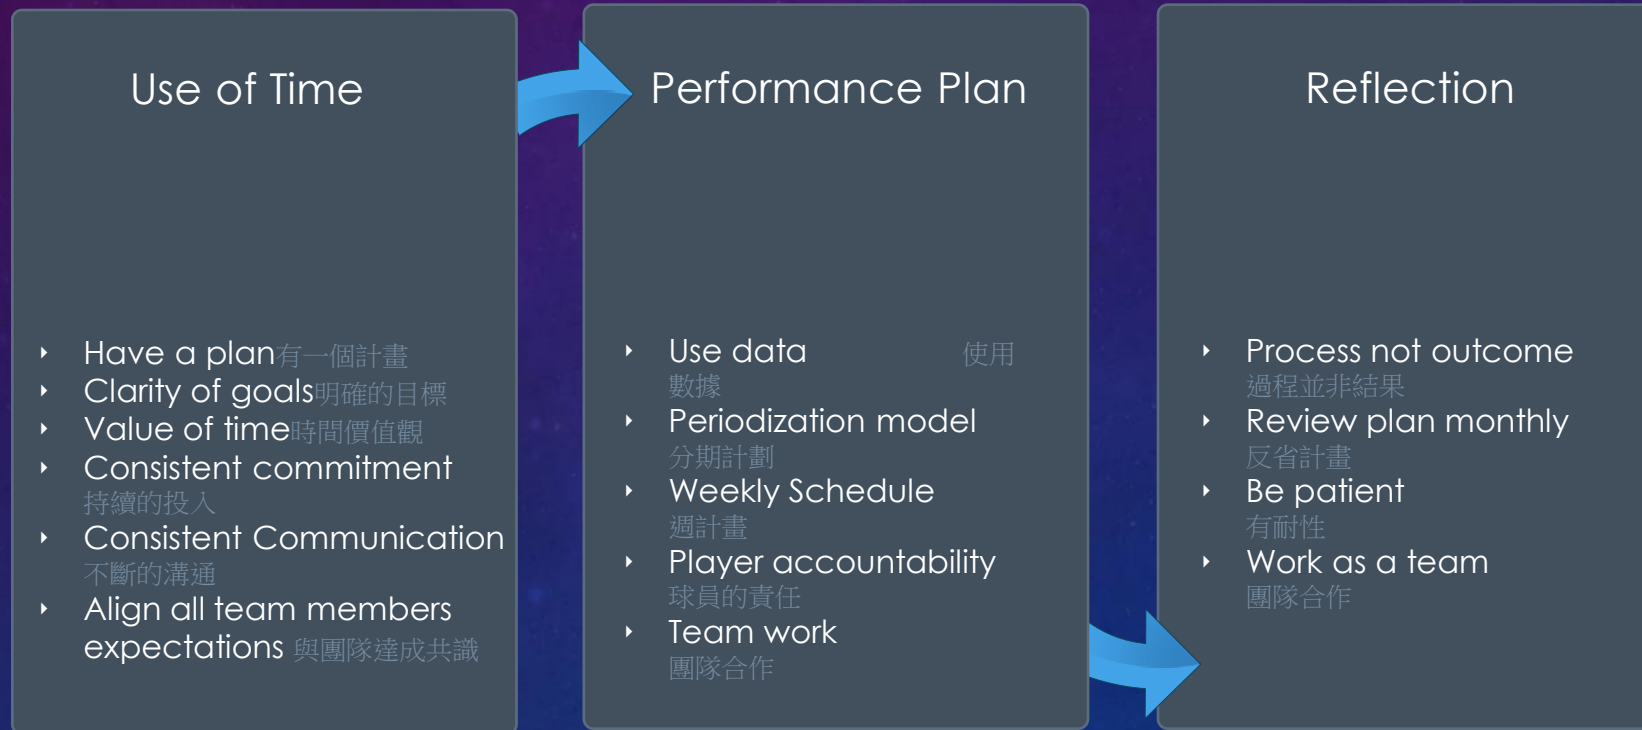 Use of Time
Have a plan有一個計畫
Clarity of goals明確的目標
Value of time時間價值觀
Consistent commitment
持續的投入
Consistent Communication
不斷的溝通
Align all team members
expectations 與團隊達成共識
Performance Plan
Use data 使用
數據
Periodization model
分期計劃
Weekly Schedule
週計畫
Player accountability
球員的責任
Team work
團隊合作
Reflection
Process not outcome
過程並非結果
Review plan monthly
反省計畫
Be patient
有耐性
Work as a team
團隊合作